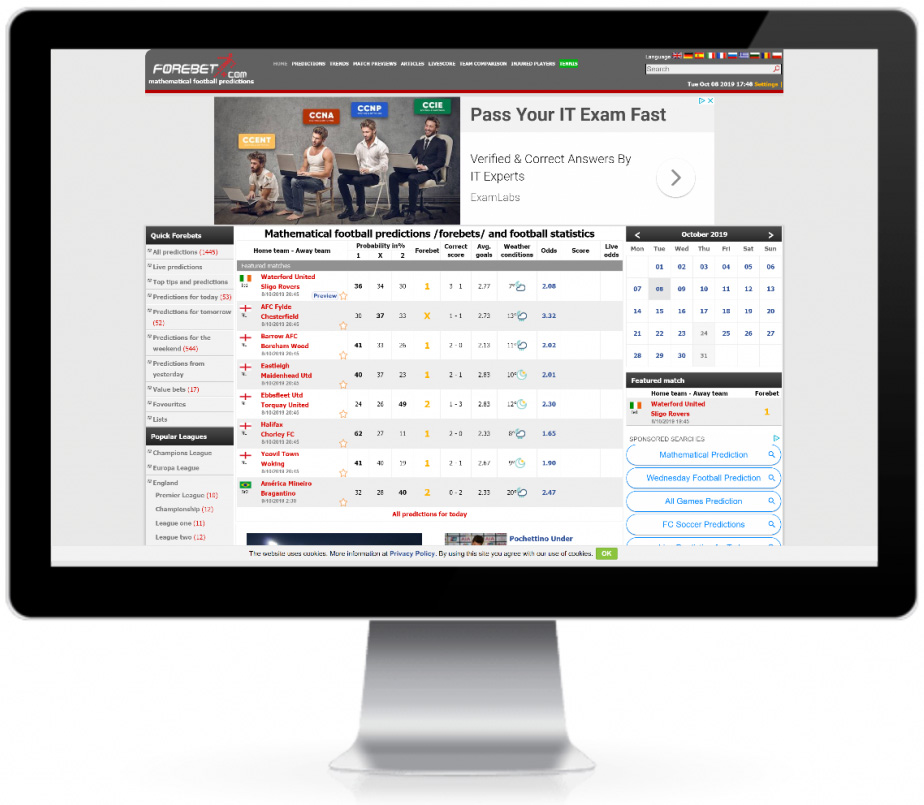 FOREBET.COM
mathematical football predictions
HOME PREDICTIONS TRENDS MATCH PREVIEWS ARTICLES LIVESCORE TEAM COMPARISON INJURED PLAYERS TENNIS
Language
Search
Tue Oct 08 2019 17:48 Settings |
CCENT
CCNA
CCNP
CCIE
Pass Your IT Exam Fast
Verified & Correct Answers By
IT Experts
ExamLabs
Quick Forebets
All predictions (1445)
Live predictions
Top tips and predictions
Predictions for today (53)
Predictions for tomorrow
(52)
Predictions for the
weekend (944)
Predictions from
yesterday
Value bets (17)
Favourites
Lists
Popular Leagues
Champions League
Europa League
England
Premier League (10)
Championship (12)
League one (11)
League two (12)
Mathematical football predictions /forebets/ and football statistics
Home team - Away team Probability in% 1 X 2 Forebet Correct score Avg. goals Weather conditions Odds Score Live odds
Featured matches
Waterford United
Sligo Rovers 36 34 30 1 3 - 1 2.77 7° 2.08
8/10/2019 20:45 Preview
AFC Fylde
Chesterfield 30 37 33 X 1 - 1 2.73 13° 3.32
8/10/2019 20:45
Barrow AFC
Boreham Wood 41 33 26 1 2 - 0 2.13 11° 2.02
8/10/2019 20:45
Eastleigh
Maidenhead Utd 40 37 23 1 2 - 1 2.83 10° 2.01
8/10/2019 20:45
Ebbsfleet Utd
Torquay United 24 26 49 2 1 - 3 2.83 12° 2.30
8/10/2019 20:45
Halifax
Chorley FC 62 27 11 1 2 - 0 2.33 8° 1.65
8/10/2019 20:45
Yeovil Town
Woking 41 40 19 1 2 - 1 2.67 9° 1.90
8/10/2019 20:45
América Mineiro
Bragantino 32 28 40 2 0 - 2 2.33 20° 2.47
All predictions for today
Pochettino Under
< October 2019 >
Mon Tue Wed Thu Fri Sat Sun
01 02 03 04 05 06
07 08 09 10 11 12 13
14 15 16 17 18 19 20
21 22 23 24 25 26 27
28 29 30 31
Featured match
Home team - Away team Forebet
Waterford United
Sligo Rovers 1
8/10/2019 19:45
SPONSORED SEARCHES
Mathematical Prediction
Wednesday Football Prediction
All Games Prediction
FC Soccer Predictions
The website uses cookies. More information at Privacy Policy. By using this site you agree with our use of cookies. OK